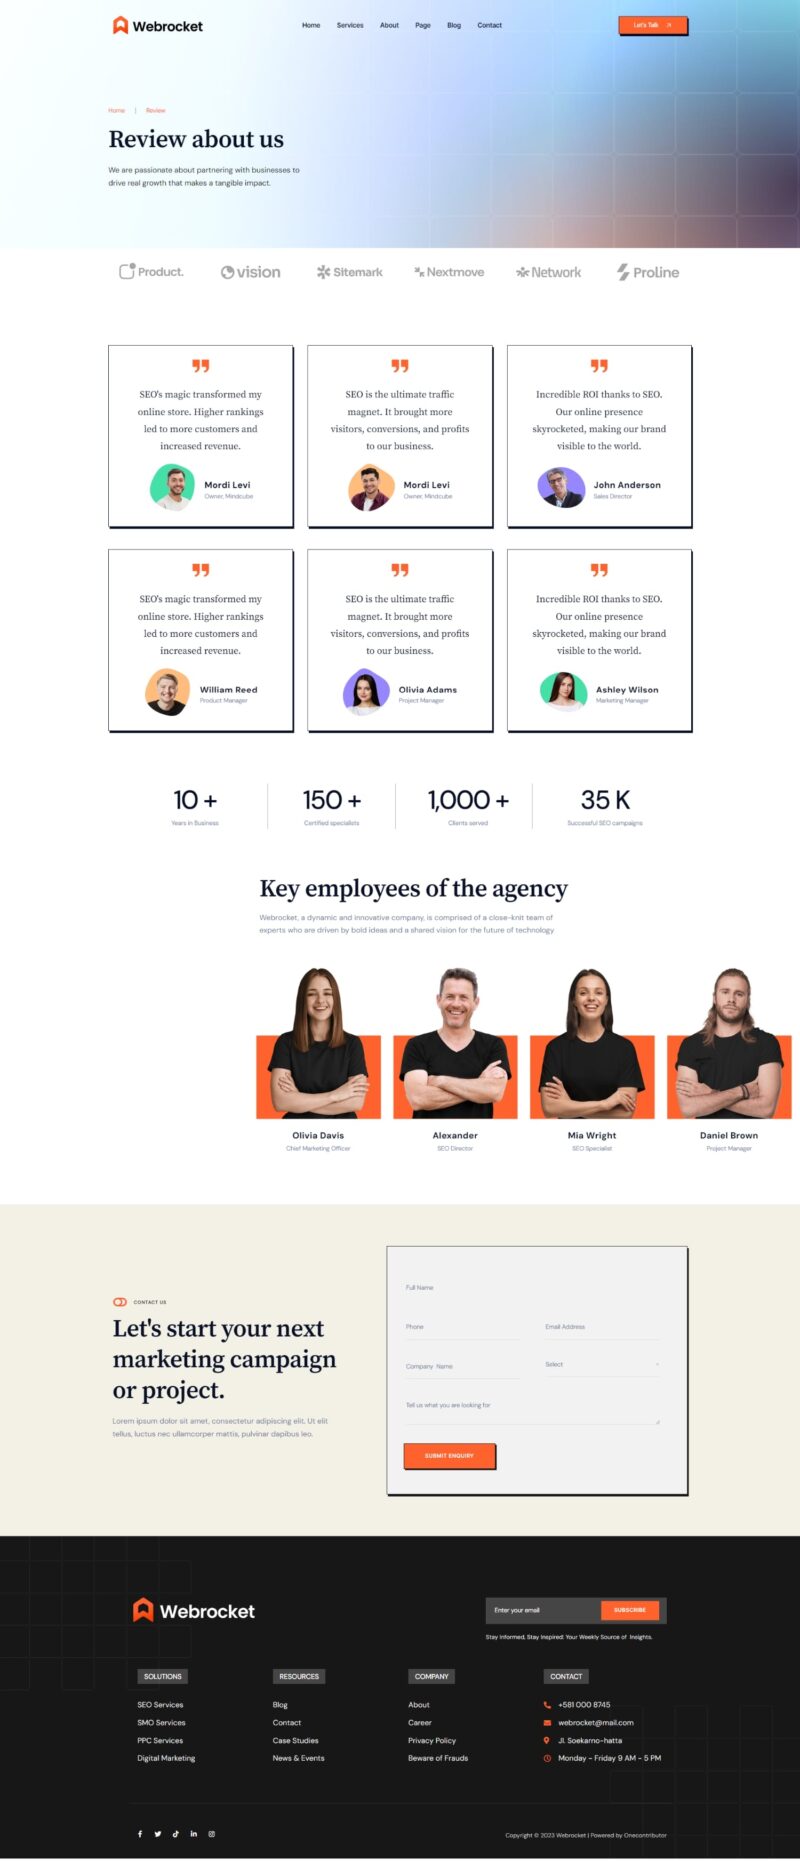 Webrocket
Home
Services
About
Page
Blog
Contact
Let's Talk
Home | Review
Review about us
We are passionate about partnering with businesses to
drive real growth that makes a tangible impact.
Product.
vision
Sitemark
Nextmove
Network
Proline
SEO's magic transformed my
online store. Higher rankings
led to more customers and
increased revenue.
Mordi Levi
Owner, Mindcube
SEO is the ultimate traffic
magnet. It brought more
visitors, conversions, and profits
to our business.
Mordi Levi
Owner, Mindcube
Incredible ROI thanks to SEO.
Our online presence
skyrocketed, making our brand
visible to the world.
John Anderson
Sales Director
SEO's magic transformed my
online store. Higher rankings
led to more customers and
increased revenue.
William Reed
Product Manager
SEO is the ultimate traffic
magnet. It brought more
visitors, conversions, and profits
to our business.
Olivia Adams
Project Manager
Incredible ROI thanks to SEO.
Our online presence
skyrocketed, making our brand
visible to the world.
Ashley Wilson
Marketing Manager
10 +
Years in Business
150 +
Certified specialists
1,000 +
Clients served
35 K
Successful SEO campaigns
Key employees of the agency
Webrocket, a dynamic and innovative company, is comprised of a close-knit team of
experts who are driven by bold ideas and a shared vision for the future of technology
Olivia Davis
Chief Marketing Officer
Alexander
SEO Director
Mia Wright
SEO Specialist
Daniel Brown
Project Manager
CONTACT US
Let's start your next
marketing campaign
or project.
Lorem ipsum dolor sit amet, consectetur adipiscing elit. Ut elit
tellus, luctus nec ullamcorper mattis, pulvinar dapibus leo.
Full Name
Phone
Email Address
Company Name
Select
Tell us what you are looking for
SUBMIT ENQUIRY
Webrocket
Enter your email
SUBSCRIBE
Stay Informed, Stay Inspired: Your Weekly Source of Insights.
SOLUTIONS
SEO Services
SMO Services
PPC Services
Digital Marketing
RESOURCES
Blog
Contact
Case Studies
News & Events
COMPANY
About
Career
Privacy Policy
Beware of Frauds
CONTACT
+581 000 8745
webrocket@mail.com
Jl. Soekarno-hatta
Monday - Friday 9 AM - 5 PM
Copyright © 2023 Webrocket | Powered by Onecontributor